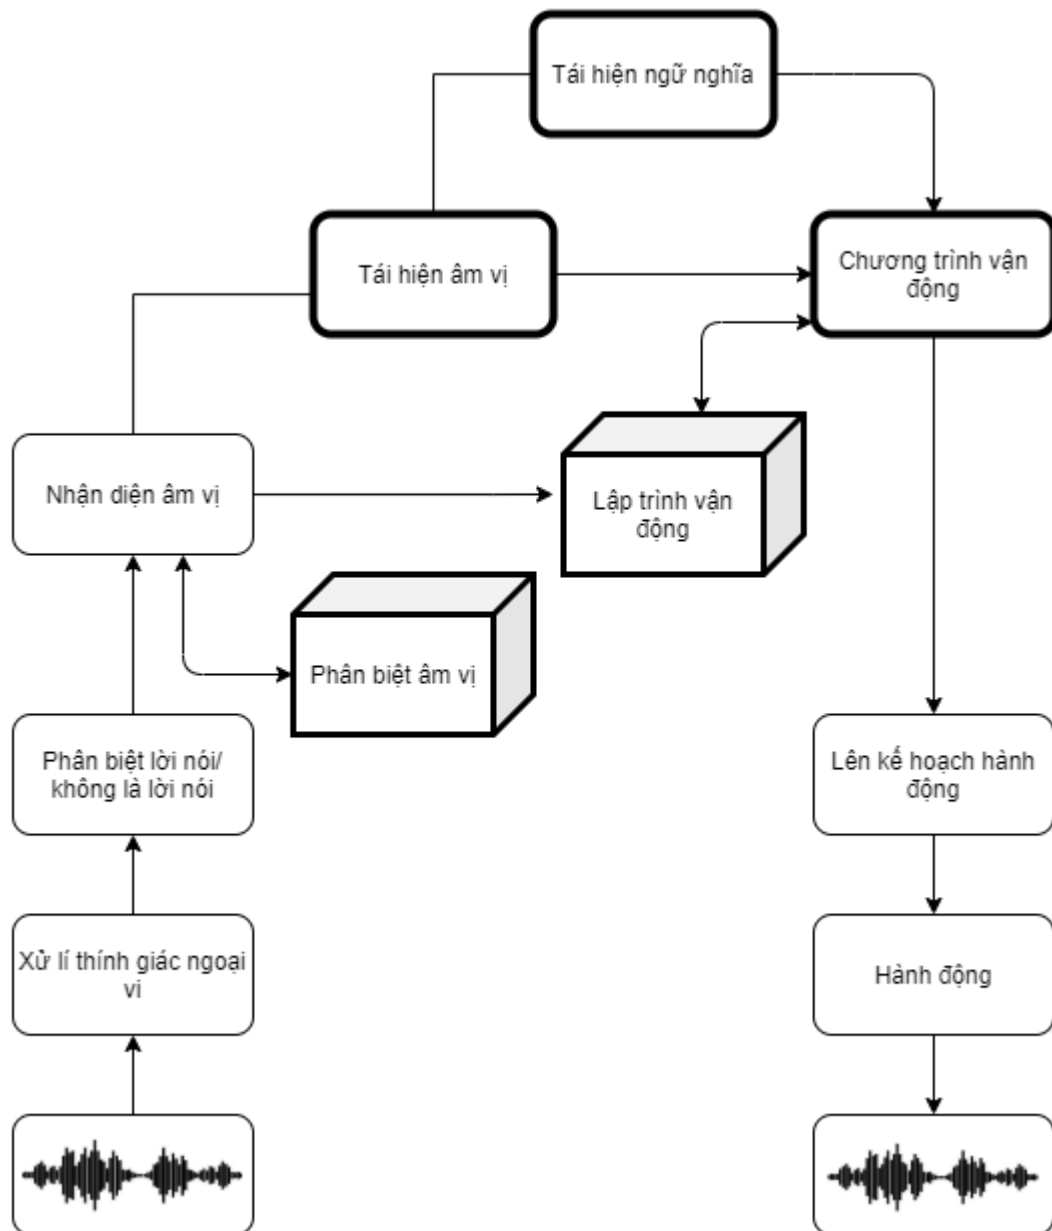 Tái hiện ngữ nghĩa
Tái hiện âm vị
Chương trình vận
động
Nhận diện âm vị
Lập trình vận
động
Phân biệt âm vị
Phân biệt lời nói/
không là lời nói
Lên kế hoạch hành
động
Xử lí thính giác ngoại
vi
Hành động